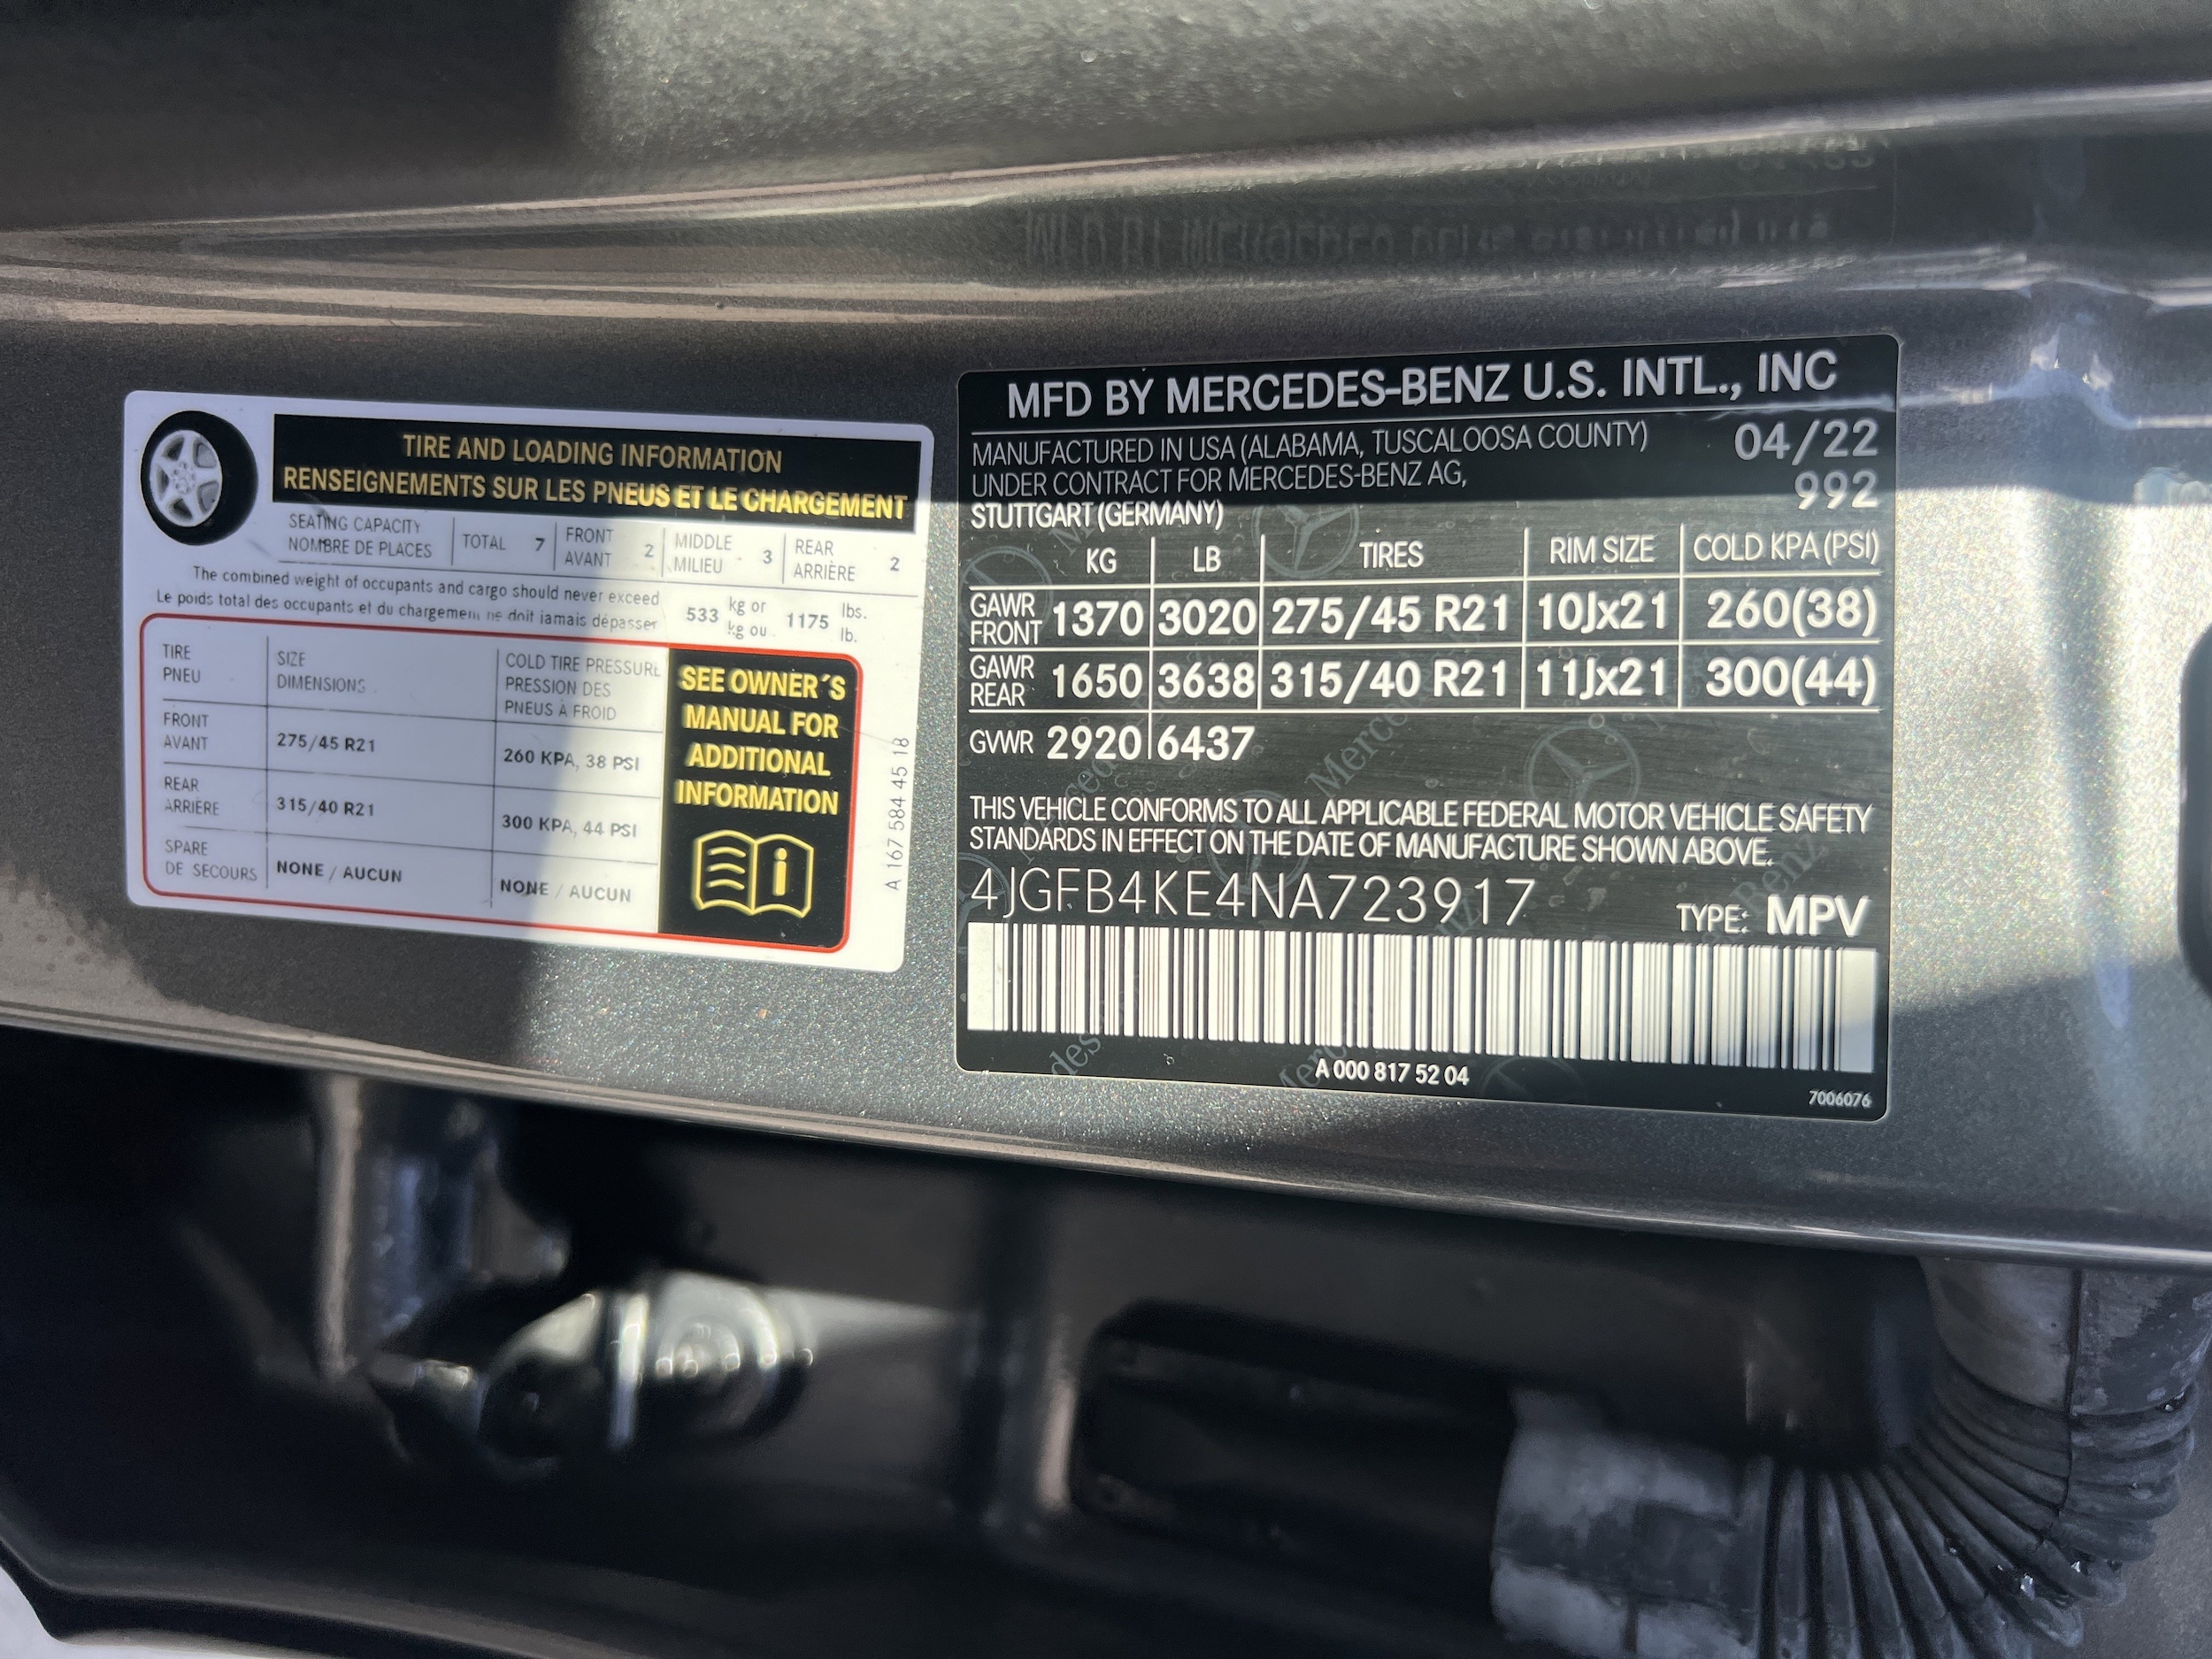 TIRE AND LOADING INFORMATION
RENSEIGNEMENTS SUR LES PNEUS ET LE CHARGEMENT
SEATING CAPACITY
NOMBRE DE PLACES
TOTAL 7
FRONT
AVANT 2
MIDDLE
MILIEU 3
REAR
ARRIÈRE 2
The combined weight of occupants and cargo should never exceed 533 kg or 1175 lbs.
Le poids total des occupants et du chargement ne doit jamais dépasser kg ou lb.
TIRE
PNEU
SIZE
DIMENSIONS
COLD TIRE PRESSURE
PRESSION DES
PNEUS À FROID
FRONT
AVANT
275/45 R21
260 KPA, 38 PSI
REAR
ARRIÈRE
315/40 R21
300 KPA, 44 PSI
SPARE
DE SECOURS
NONE / AUCUN
NONE / AUCUN
SEE OWNER´S
MANUAL FOR
ADDITIONAL
INFORMATION
A 167 584 45 18
MFD BY MERCEDES-BENZ U.S. INTL., INC
MANUFACTURED IN USA (ALABAMA, TUSCALOOSA COUNTY) 04/22
UNDER CONTRACT FOR MERCEDES-BENZ AG, 992
STUTTGART (GERMANY)
KG LB TIRES RIM SIZE COLD KPA (PSI)
GAWR
FRONT 1370 3020 275/45 R21 10Jx21 260(38)
GAWR
REAR 1650 3638 315/40 R21 11Jx21 300(44)
GVWR 2920 6437
THIS VEHICLE CONFORMS TO ALL APPLICABLE FEDERAL MOTOR VEHICLE SAFETY
STANDARDS IN EFFECT ON THE DATE OF MANUFACTURE SHOWN ABOVE.
4JGFB4KE4NA723917 TYPE: MPV
A 000 817 52 04
7006076